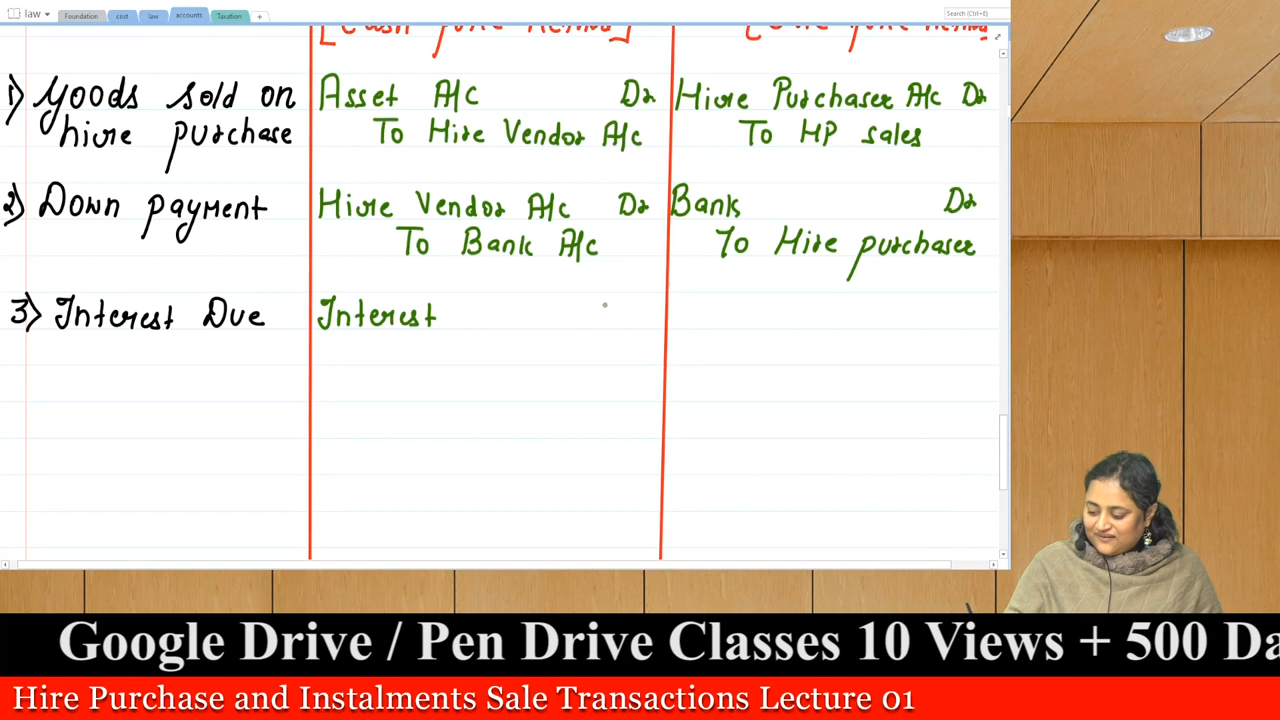 law
Foundation
cost
law
accounts
Taxation
+
Search (Ctrl+E)
1) Goods sold on
hire purchase
Asset A/c Dr
To Hire Vendor A/c
Hire Purchaser A/c Dr
To HP sales
2) Down payment
Hire Vendor A/c Dr
To Bank A/c
Bank Dr
To Hire purchaser
3) Interest Due
Interest
Google Drive / Pen Drive Classes 10 Views + 500 Da
Hire Purchase and Instalments Sale Transactions Lecture 01